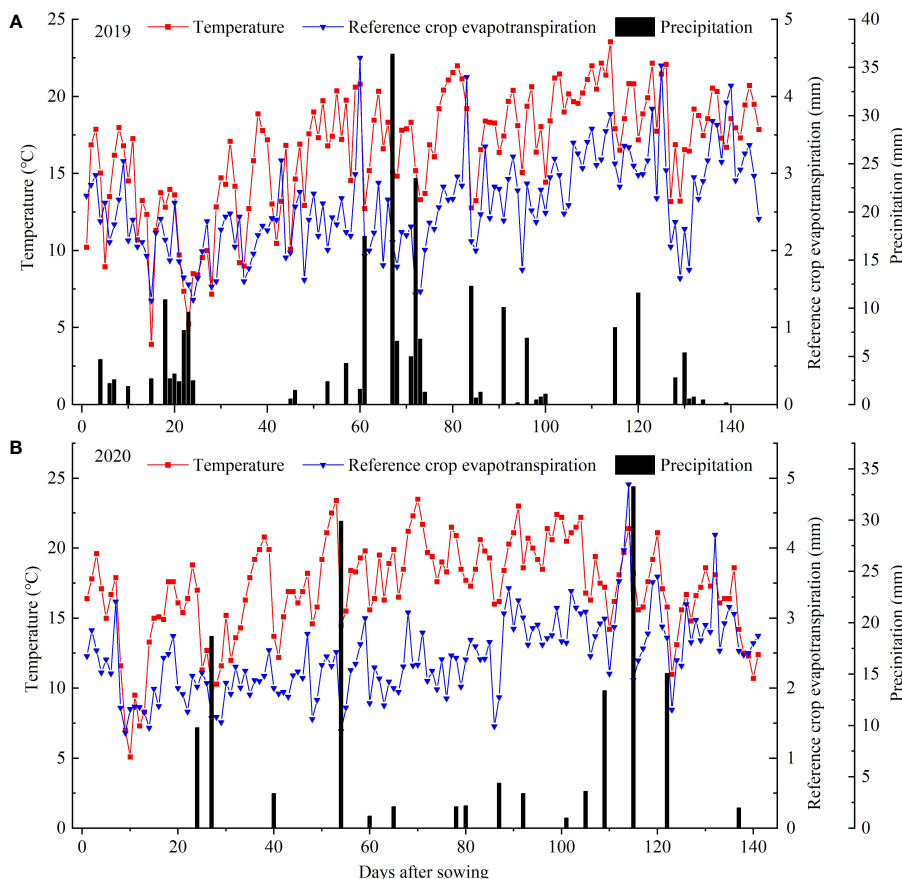 A
2019
Temperature
Reference crop evapotranspiration
Precipitation
25
20
15
10
5
0
Temperature (℃)
5
4
3
2
1
0
Reference crop evapotranspiration (mm)
40
35
30
25
20
15
10
5
0
Precipitation (mm)
0 20 40 60 80 100 120 140
B
2020
Temperature
Reference crop evapotranspiration
Precipitation
25
20
15
10
5
0
Temperature (℃)
5
4
3
2
1
0
Reference crop evapotranspiration (mm)
35
30
25
20
15
10
5
0
Precipitation (mm)
0 20 40 60 80 100 120 140
Days after sowing